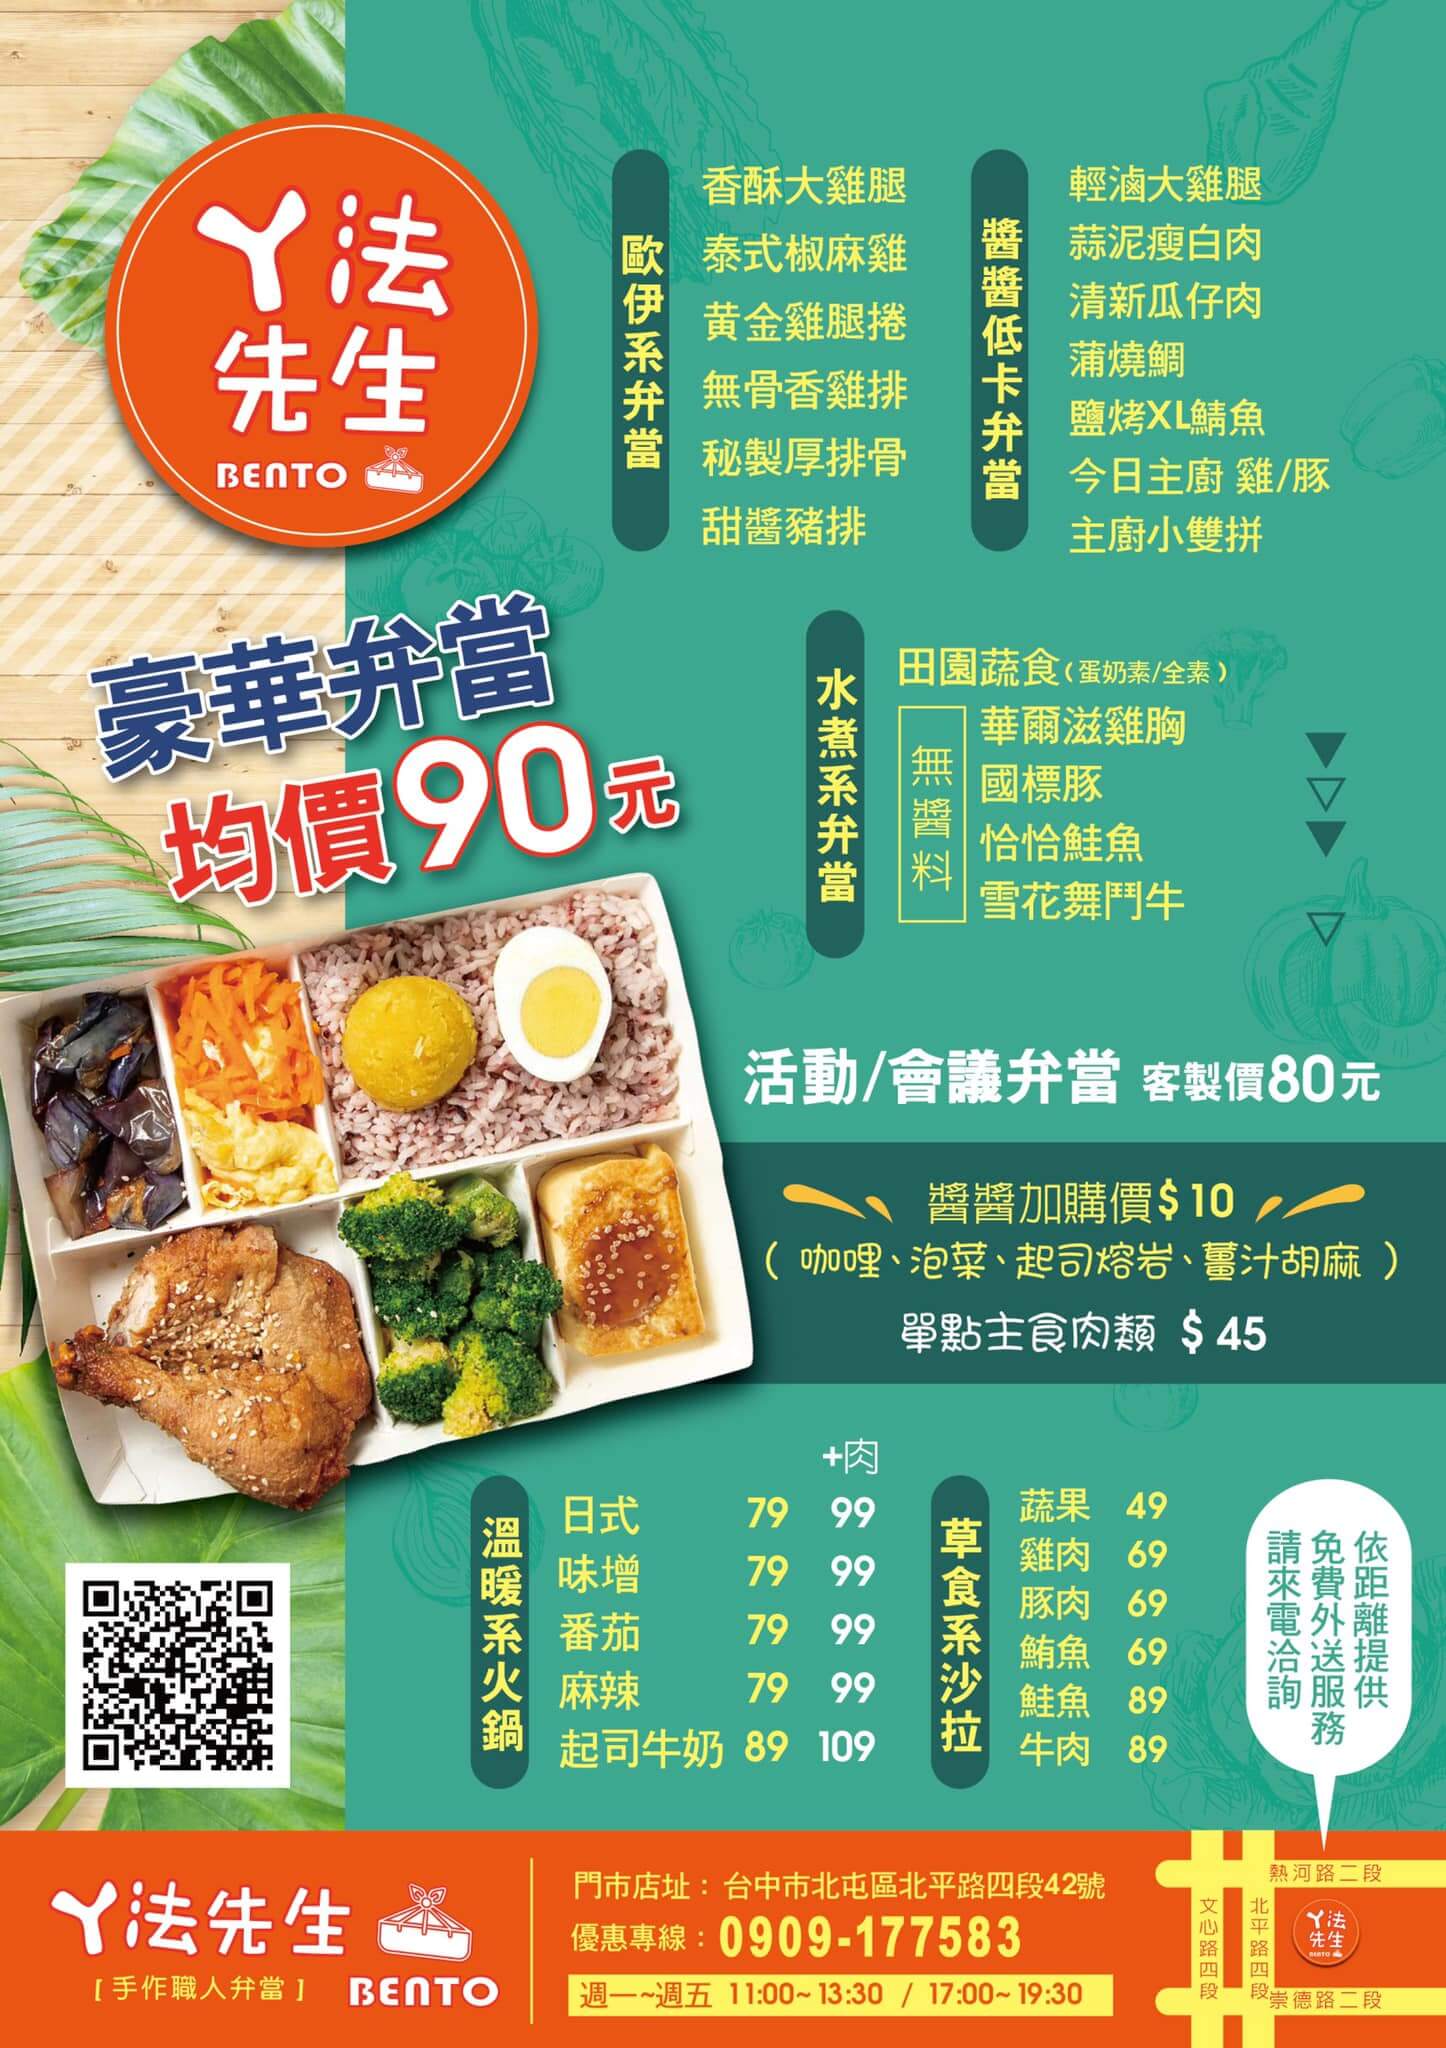 ㄚ法
先生
BENTO
豪華弁當
均價90元
歐伊系弁當
香酥大雞腿
泰式椒麻雞
黄金雞腿捲
無骨香雞排
秘製厚排骨
甜醬豬排
醬醬低卡弁當
輕滷大雞腿
蒜泥瘦白肉
清新瓜仔肉
蒲燒鯛
鹽烤XL鯖魚
今日主廚 雞/豚
主廚小雙拼
水煮系弁當
田園蔬食(蛋奶素/全素)
無醬料
華爾滋雞胸
國標豚
恰恰鮭魚
雪花舞鬥牛
活動/會議弁當 客製價80元
醬醬加購價$10
( 咖哩、泡菜、起司熔岩、薑汁胡麻 )
單點主食肉類 $45
溫暖系火鍋
+肉
日式 79 99
味增 79 99
番茄 79 99
麻辣 79 99
起司牛奶 89 109
草食系沙拉
蔬果 49
雞肉 69
豚肉 69
鮪魚 69
鮭魚 89
牛肉 89
依距離提供
免費外送服務
請來電洽詢
ㄚ法先生
[ 手作職人弁當 ]
BENTO
門市店址：台中市北屯區北平路四段42號
優惠專線：0909-177583
週一~週五 11:00~13:30 / 17:00~19:30
熱河路二段
文心路四段
北平路四段
ㄚ法
先生
BENTO
崇德路二段